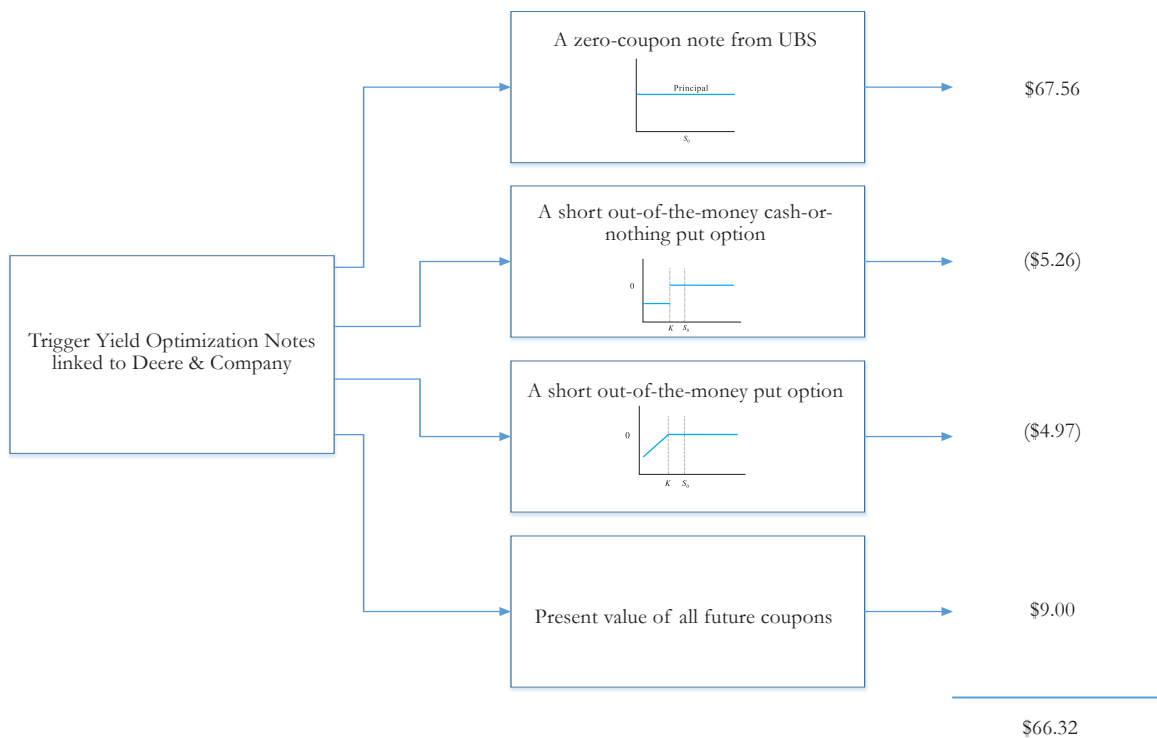 A zero-coupon note from UBS
Principal
S₀
$67.56
A short out-of-the-money cash-or-
nothing put option
0
K S₀
($5.26)
Trigger Yield Optimization Notes
linked to Deere & Company
A short out-of-the-money put option
0
K S₀
($4.97)
Present value of all future coupons
$9.00
$66.32